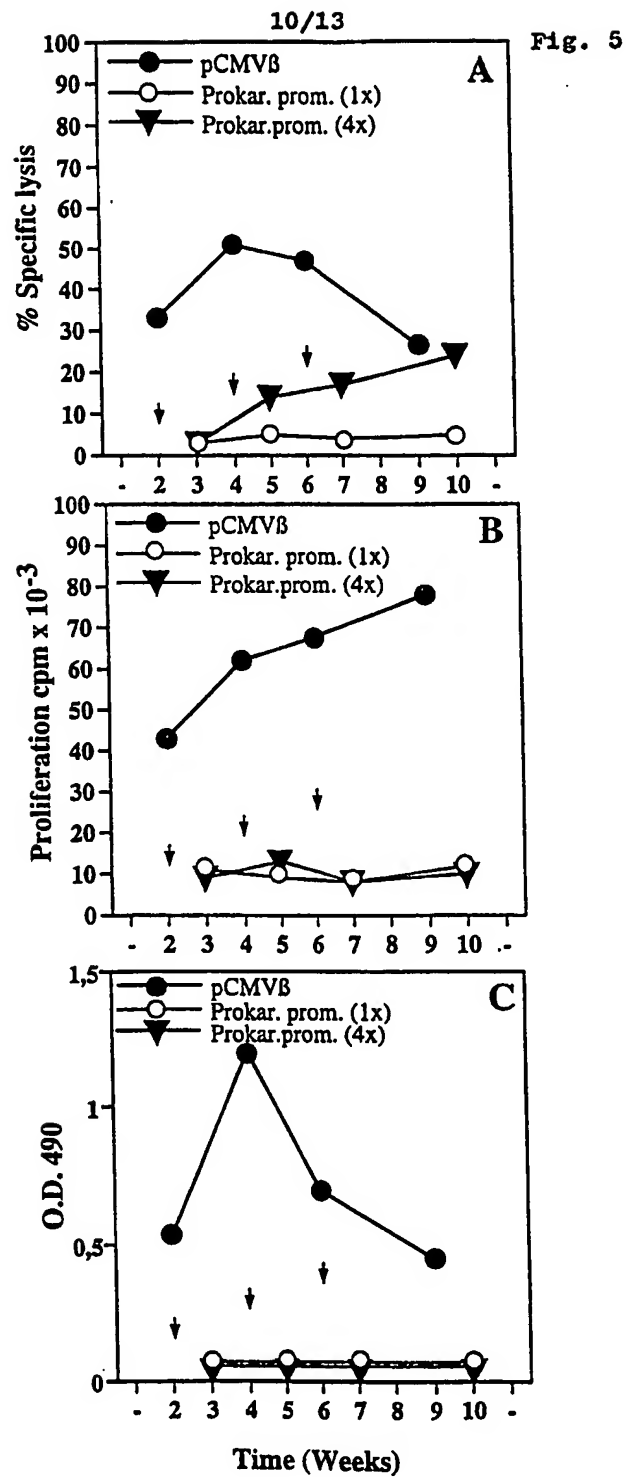 10/13
Fig. 5
A
pCMVß
Prokar. prom. (1x)
Prokar.prom. (4x)
% Specific lysis
100
90
80
70
60
50
40
30
20
10
0
- 2 3 4 5 6 7 8 9 10 -
B
pCMVß
Prokar. prom. (1x)
Prokar.prom. (4x)
Proliferation cpm x 10-3
100
90
80
70
60
50
40
30
20
10
0
- 2 3 4 5 6 7 8 9 10 -
C
pCMVß
Prokar. prom. (1x)
Prokar.prom. (4x)
O.D. 490
1,5
1
0,5
0
- 2 3 4 5 6 7 8 9 10 -
Time (Weeks)